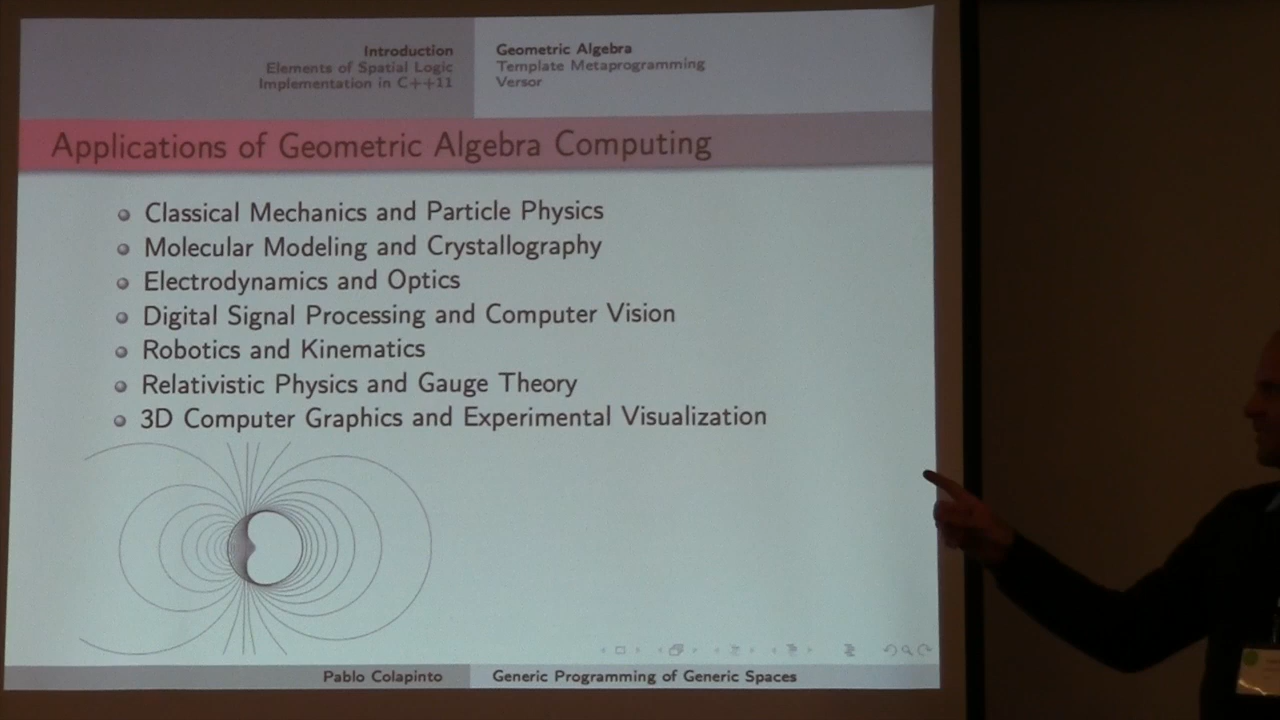 Introduction
Elements of Spatial Logic
Implementation in C++11
Geometric Algebra
Template Metaprogramming
Versor
Applications of Geometric Algebra Computing
Classical Mechanics and Particle Physics
Molecular Modeling and Crystallography
Electrodynamics and Optics
Digital Signal Processing and Computer Vision
Robotics and Kinematics
Relativistic Physics and Gauge Theory
3D Computer Graphics and Experimental Visualization
Pablo Colapinto
Generic Programming of Generic Spaces